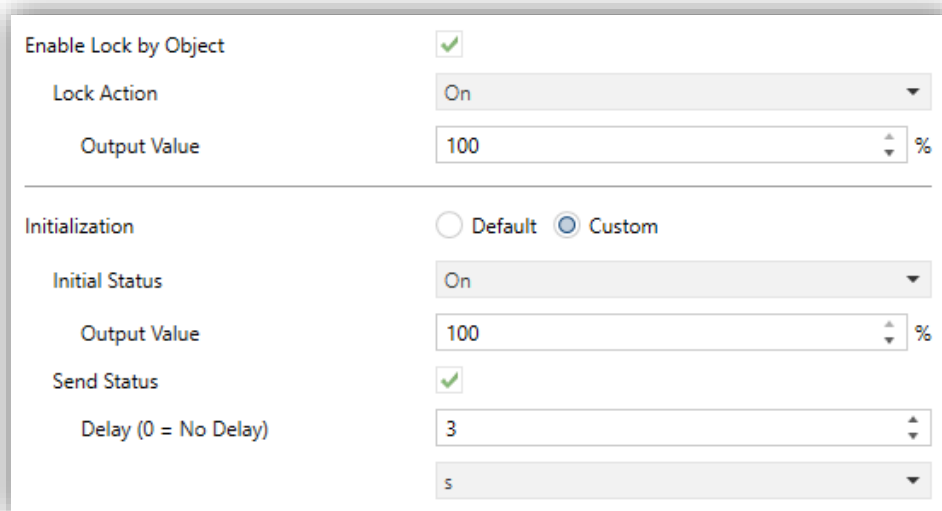 Enable Lock by Object
Lock Action On
Output Value 100 %
Initialization Default Custom
Initial Status On
Output Value 100 %
Send Status
Delay (0 = No Delay) 3
s